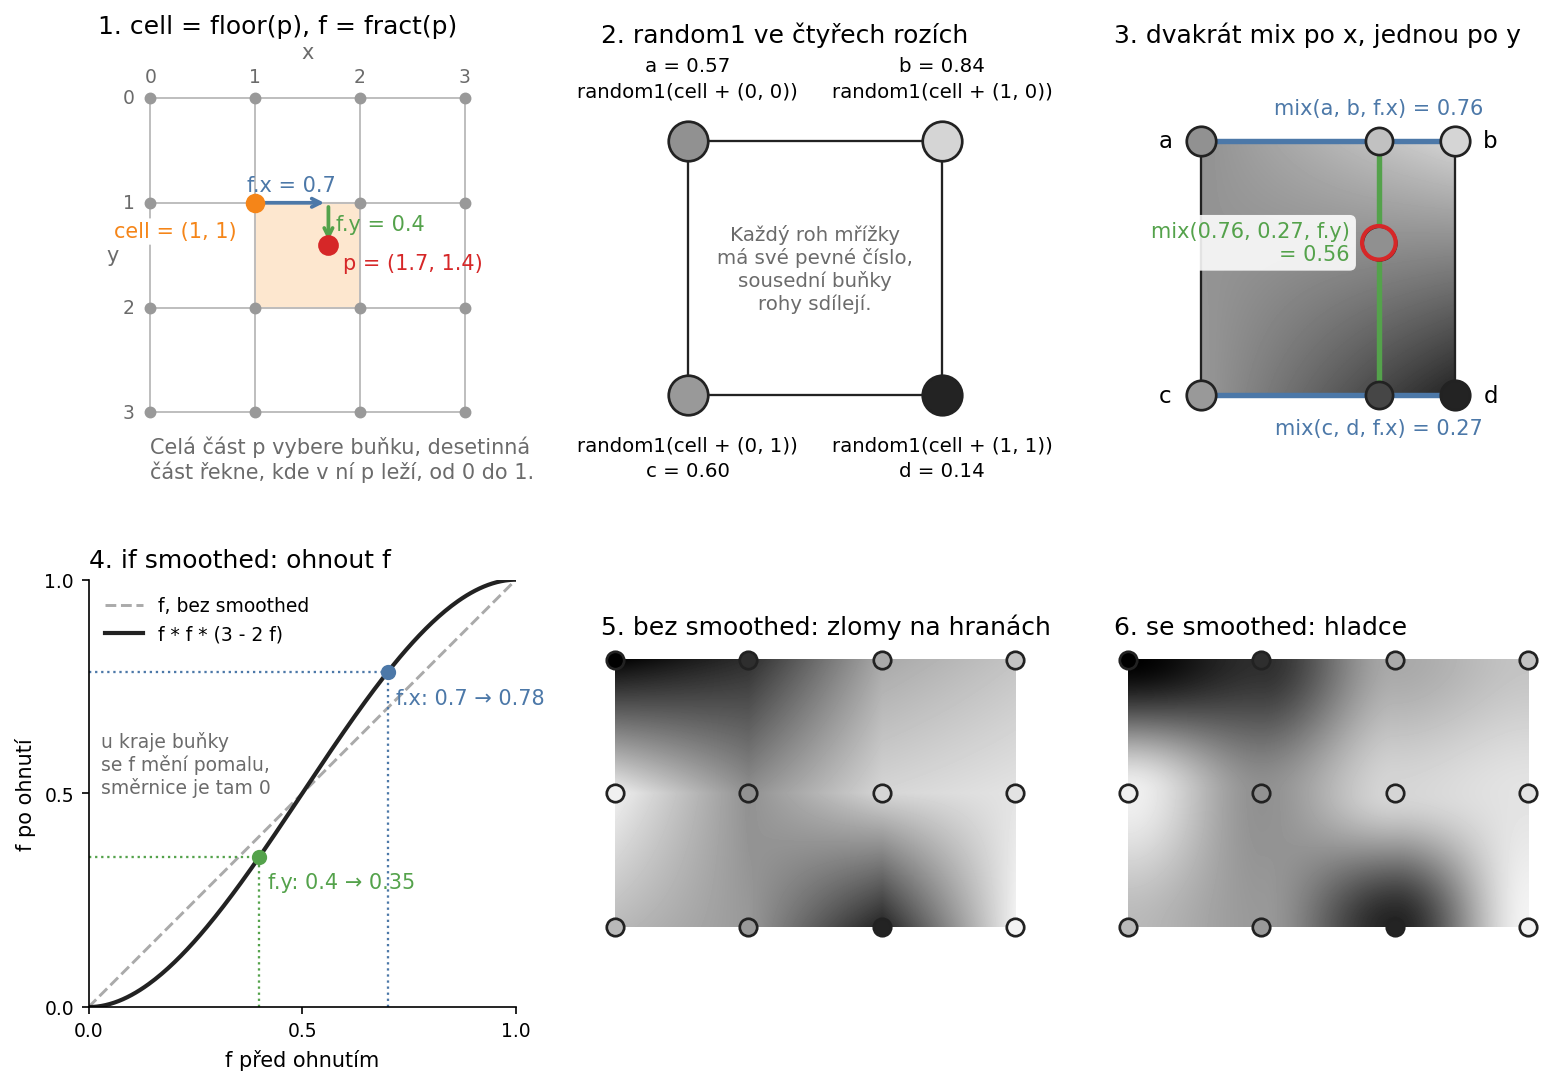 1. cell = floor(p), f = fract(p)
x
0 1 2 3
0
1
f.x = 0.7
cell = (1, 1)
f.y = 0.4
y
p = (1.7, 1.4)
2
3
Celá část p vybere buňku, desetinná
část řekne, kde v ní p leží, od 0 do 1.
2. random1 ve čtyřech rozích
a = 0.57
random1(cell + (0, 0))
b = 0.84
random1(cell + (1, 0))
Každý roh mřížky
má své pevné číslo,
sousední buňky
rohy sdílejí.
random1(cell + (0, 1))
c = 0.60
random1(cell + (1, 1))
d = 0.14
3. dvakrát mix po x, jednou po y
mix(a, b, f.x) = 0.76
a
b
mix(0.76, 0.27, f.y)
= 0.56
c
d
mix(c, d, f.x) = 0.27
4. if smoothed: ohnout f
1.0
f, bez smoothed
f * f * (3 - 2 f)
f.x: 0.7 → 0.78
u kraje buňky
se f mění pomalu,
směrnice je tam 0
f po ohnutí
0.5
f.y: 0.4 → 0.35
0.0
0.0 0.5 1.0
f před ohnutím
5. bez smoothed: zlomy na hranách
6. se smoothed: hladce